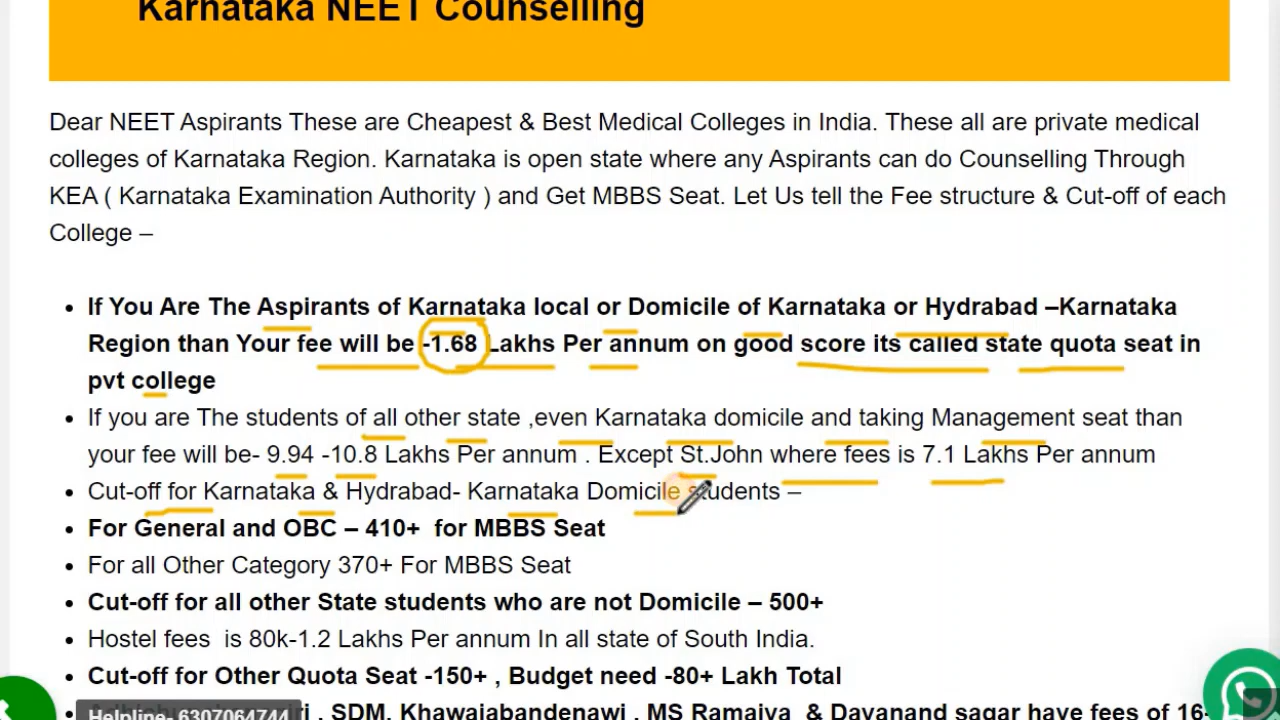 Karnataka NEET Counselling
Dear NEET Aspirants These are Cheapest & Best Medical Colleges in India. These all are private medical
colleges of Karnataka Region. Karnataka is open state where any Aspirants can do Counselling Through
KEA ( Karnataka Examination Authority ) and Get MBBS Seat. Let Us tell the Fee structure & Cut-off of each
College –
• If You Are The Aspirants of Karnataka local or Domicile of Karnataka or Hydrabad –Karnataka
Region than Your fee will be -1.68 Lakhs Per annum on good score its called state quota seat in
pvt college
• If you are The students of all other state ,even Karnataka domicile and taking Management seat than
your fee will be- 9.94 -10.8 Lakhs Per annum . Except St.John where fees is 7.1 Lakhs Per annum
• Cut-off for Karnataka & Hydrabad- Karnataka Domicile students –
• For General and OBC – 410+ for MBBS Seat
• For all Other Category 370+ For MBBS Seat
• Cut-off for all other State students who are not Domicile – 500+
• Hostel fees is 80k-1.2 Lakhs Per annum In all state of South India.
• Cut-off for Other Quota Seat -150+ , Budget need -80+ Lakh Total
• , SDM, Khawajabandenawj , MS Ramaiya & Dayanand sagar have fees of 16-
Helpline- 6307064744